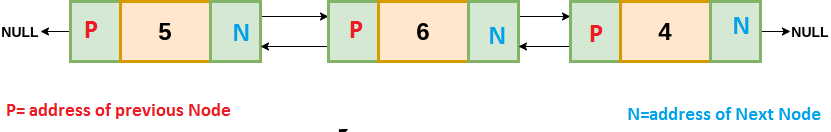 NULL P 5 N P 6 N P 4 N NULL
P= address of previous Node
N=address of Next Node